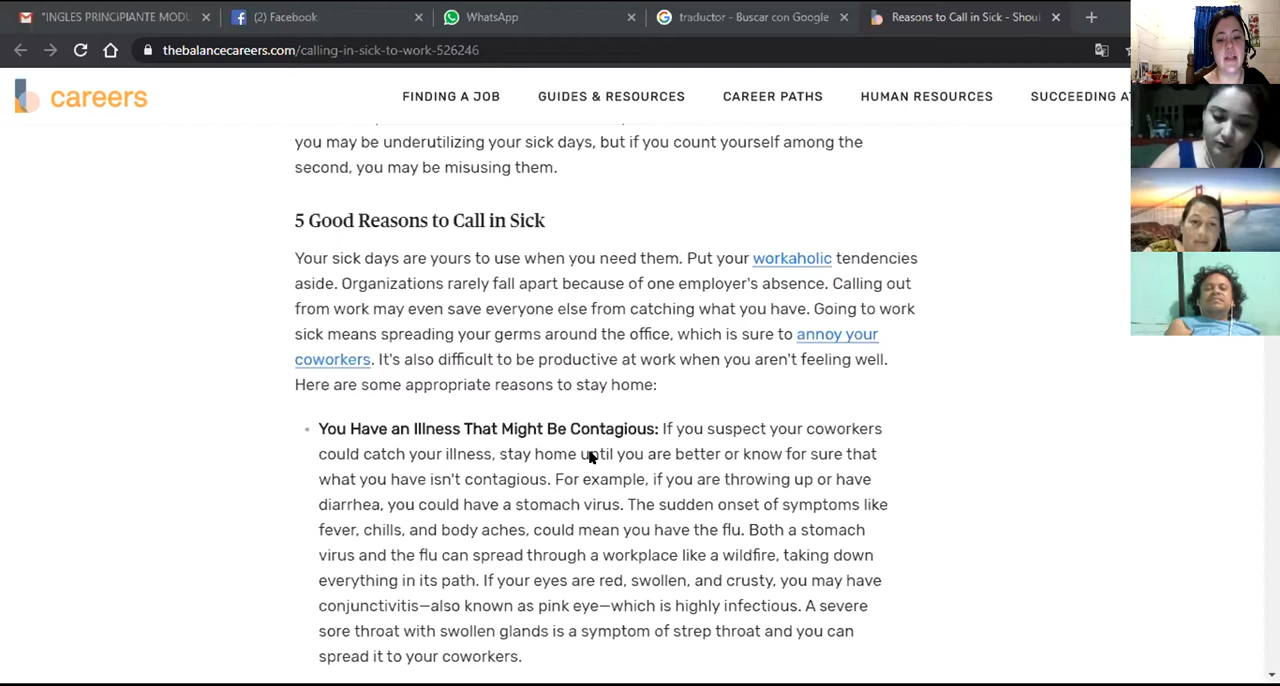 "INGLES PRINCIPIANTE MODU
(2) Facebook
WhatsApp
traductor - Buscar con Google
Reasons to Call in Sick - Shou
thebalancecareers.com/calling-in-sick-to-work-526246
careers
FINDING A JOB
GUIDES & RESOURCES
CAREER PATHS
HUMAN RESOURCES
SUCCEEDING AT
you may be underutilizing your sick days, but if you count yourself among the
second, you may be misusing them.
5 Good Reasons to Call in Sick
Your sick days are yours to use when you need them. Put your workaholic tendencies
aside. Organizations rarely fall apart because of one employer's absence. Calling out
from work may even save everyone else from catching what you have. Going to work
sick means spreading your germs around the office, which is sure to annoy your
coworkers. It's also difficult to be productive at work when you aren't feeling well.
Here are some appropriate reasons to stay home:
• You Have an Illness That Might Be Contagious: If you suspect your coworkers
could catch your illness, stay home until you are better or know for sure that
what you have isn't contagious. For example, if you are throwing up or have
diarrhea, you could have a stomach virus. The sudden onset of symptoms like
fever, chills, and body aches, could mean you have the flu. Both a stomach
virus and the flu can spread through a workplace like a wildfire, taking down
everything in its path. If your eyes are red, swollen, and crusty, you may have
conjunctivitis—also known as pink eye—which is highly infectious. A severe
sore throat with swollen glands is a symptom of strep throat and you can
spread it to your coworkers.